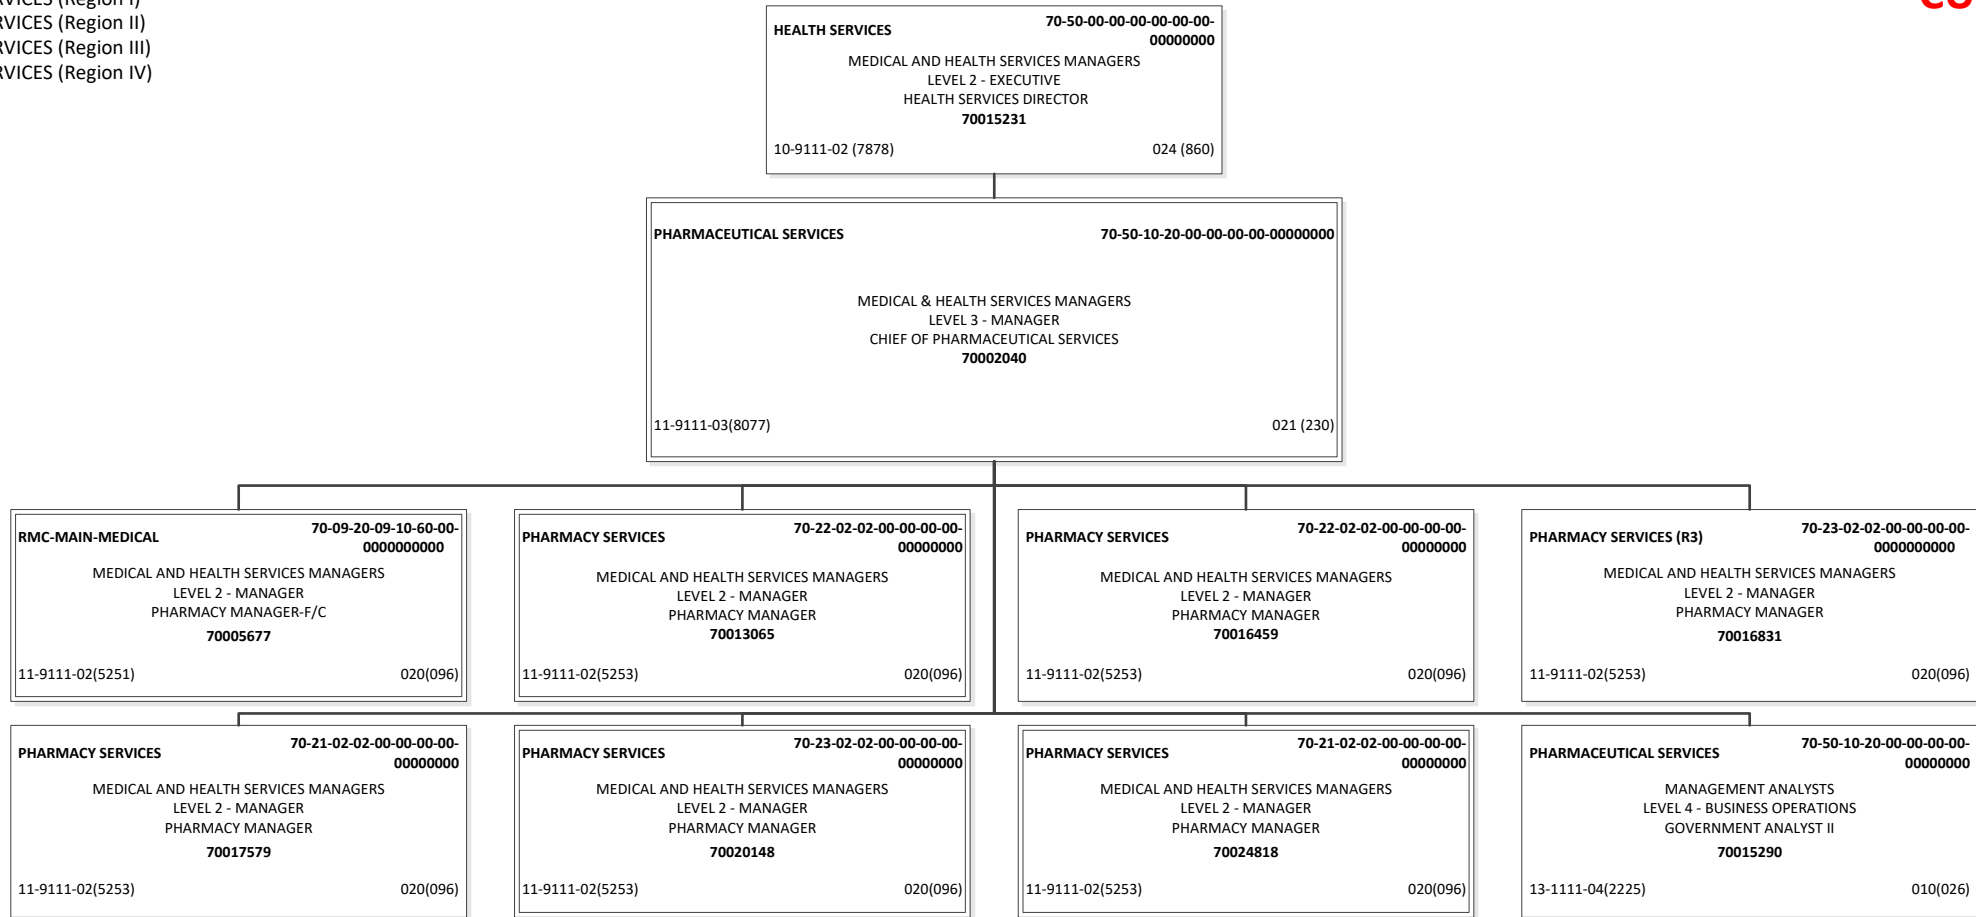 (Region I)
(Region II)
(Region III)
(Region IV)
HEALTH SERVICES
70-50-00-00-00-00-00-00-
00000000
MEDICAL AND HEALTH SERVICES MANAGERS
LEVEL 2 - EXECUTIVE
HEALTH SERVICES DIRECTOR
70015231
10-9111-02 (7878)
024 (860)
PHARMACEUTICAL SERVICES
70-50-10-20-00-00-00-00-00000000
MEDICAL & HEALTH SERVICES MANAGERS
LEVEL 3 - MANAGER
CHIEF OF PHARMACEUTICAL SERVICES
70002040
11-9111-03(8077)
021 (230)
RMC-MAIN-MEDICAL
70-09-20-09-10-60-00-
0000000000
MEDICAL AND HEALTH SERVICES MANAGERS
LEVEL 2 - MANAGER
PHARMACY MANAGER-F/C
70005677
11-9111-02(5251)
020(096)
PHARMACY SERVICES
70-22-02-02-00-00-00-00-
00000000
MEDICAL AND HEALTH SERVICES MANAGERS
LEVEL 2 - MANAGER
PHARMACY MANAGER
70013065
11-9111-02(5253)
020(096)
PHARMACY SERVICES
70-22-02-02-00-00-00-00-
00000000
MEDICAL AND HEALTH SERVICES MANAGERS
LEVEL 2 - MANAGER
PHARMACY MANAGER
70016459
11-9111-02(5253)
020(096)
PHARMACY SERVICES (R3)
70-23-02-02-00-00-00-00-
0000000000
MEDICAL AND HEALTH SERVICES MANAGERS
LEVEL 2 - MANAGER
PHARMACY MANAGER
70016831
11-9111-02(5253)
020(096)
PHARMACY SERVICES
70-21-02-02-00-00-00-00-
00000000
MEDICAL AND HEALTH SERVICES MANAGERS
LEVEL 2 - MANAGER
PHARMACY MANAGER
70017579
11-9111-02(5253)
020(096)
PHARMACY SERVICES
70-23-02-02-00-00-00-00-
00000000
MEDICAL AND HEALTH SERVICES MANAGERS
LEVEL 2 - MANAGER
PHARMACY MANAGER
70020148
11-9111-02(5253)
020(096)
PHARMACY SERVICES
70-21-02-02-00-00-00-00-
00000000
MEDICAL AND HEALTH SERVICES MANAGERS
LEVEL 2 - MANAGER
PHARMACY MANAGER
70024818
11-9111-02(5253)
020(096)
PHARMACEUTICAL SERVICES
70-50-10-20-00-00-00-00-
00000000
MANAGEMENT ANALYSTS
LEVEL 4 - BUSINESS OPERATIONS
GOVERNMENT ANALYST II
70015290
13-1111-04(2225)
010(026)